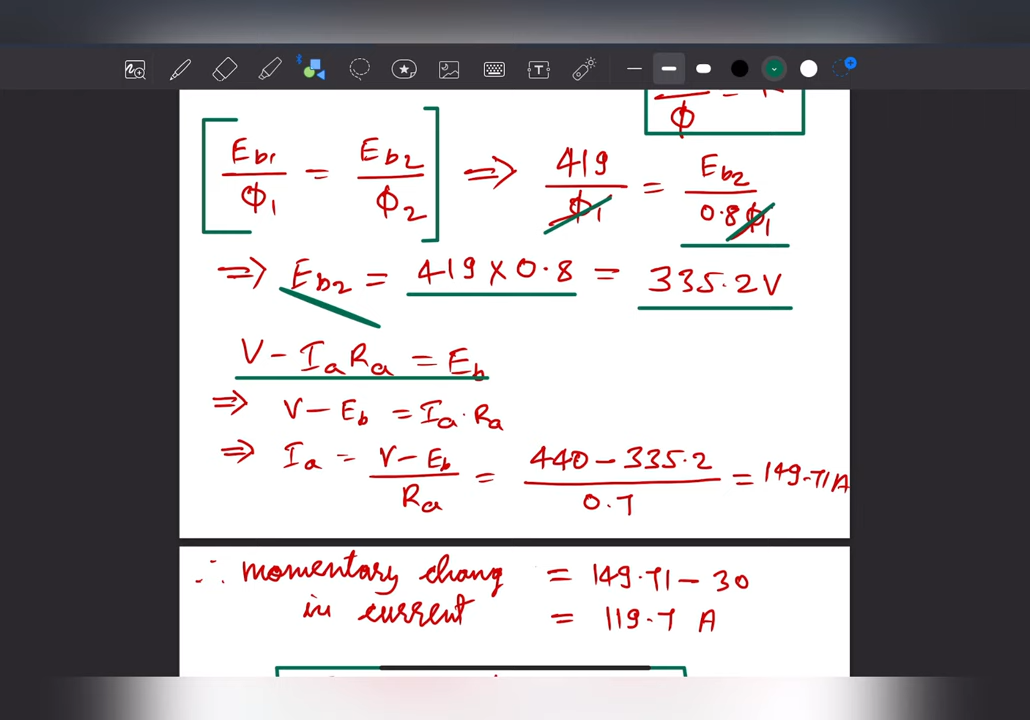 ϕ
Eb1/ϕ1 = Eb2/ϕ2 ⇒ 419/ϕ1 = Eb2/0.8ϕ1
⇒ Eb2 = 419 × 0.8 = 335.2V
V - IaRa = Eb
⇒ V - Eb = Ia·Ra
⇒ Ia = V - Eb/Ra = 440 - 335.2/0.7 = 149.71A
∴ momentary chang = 149.71 - 30
in current = 119.7 A